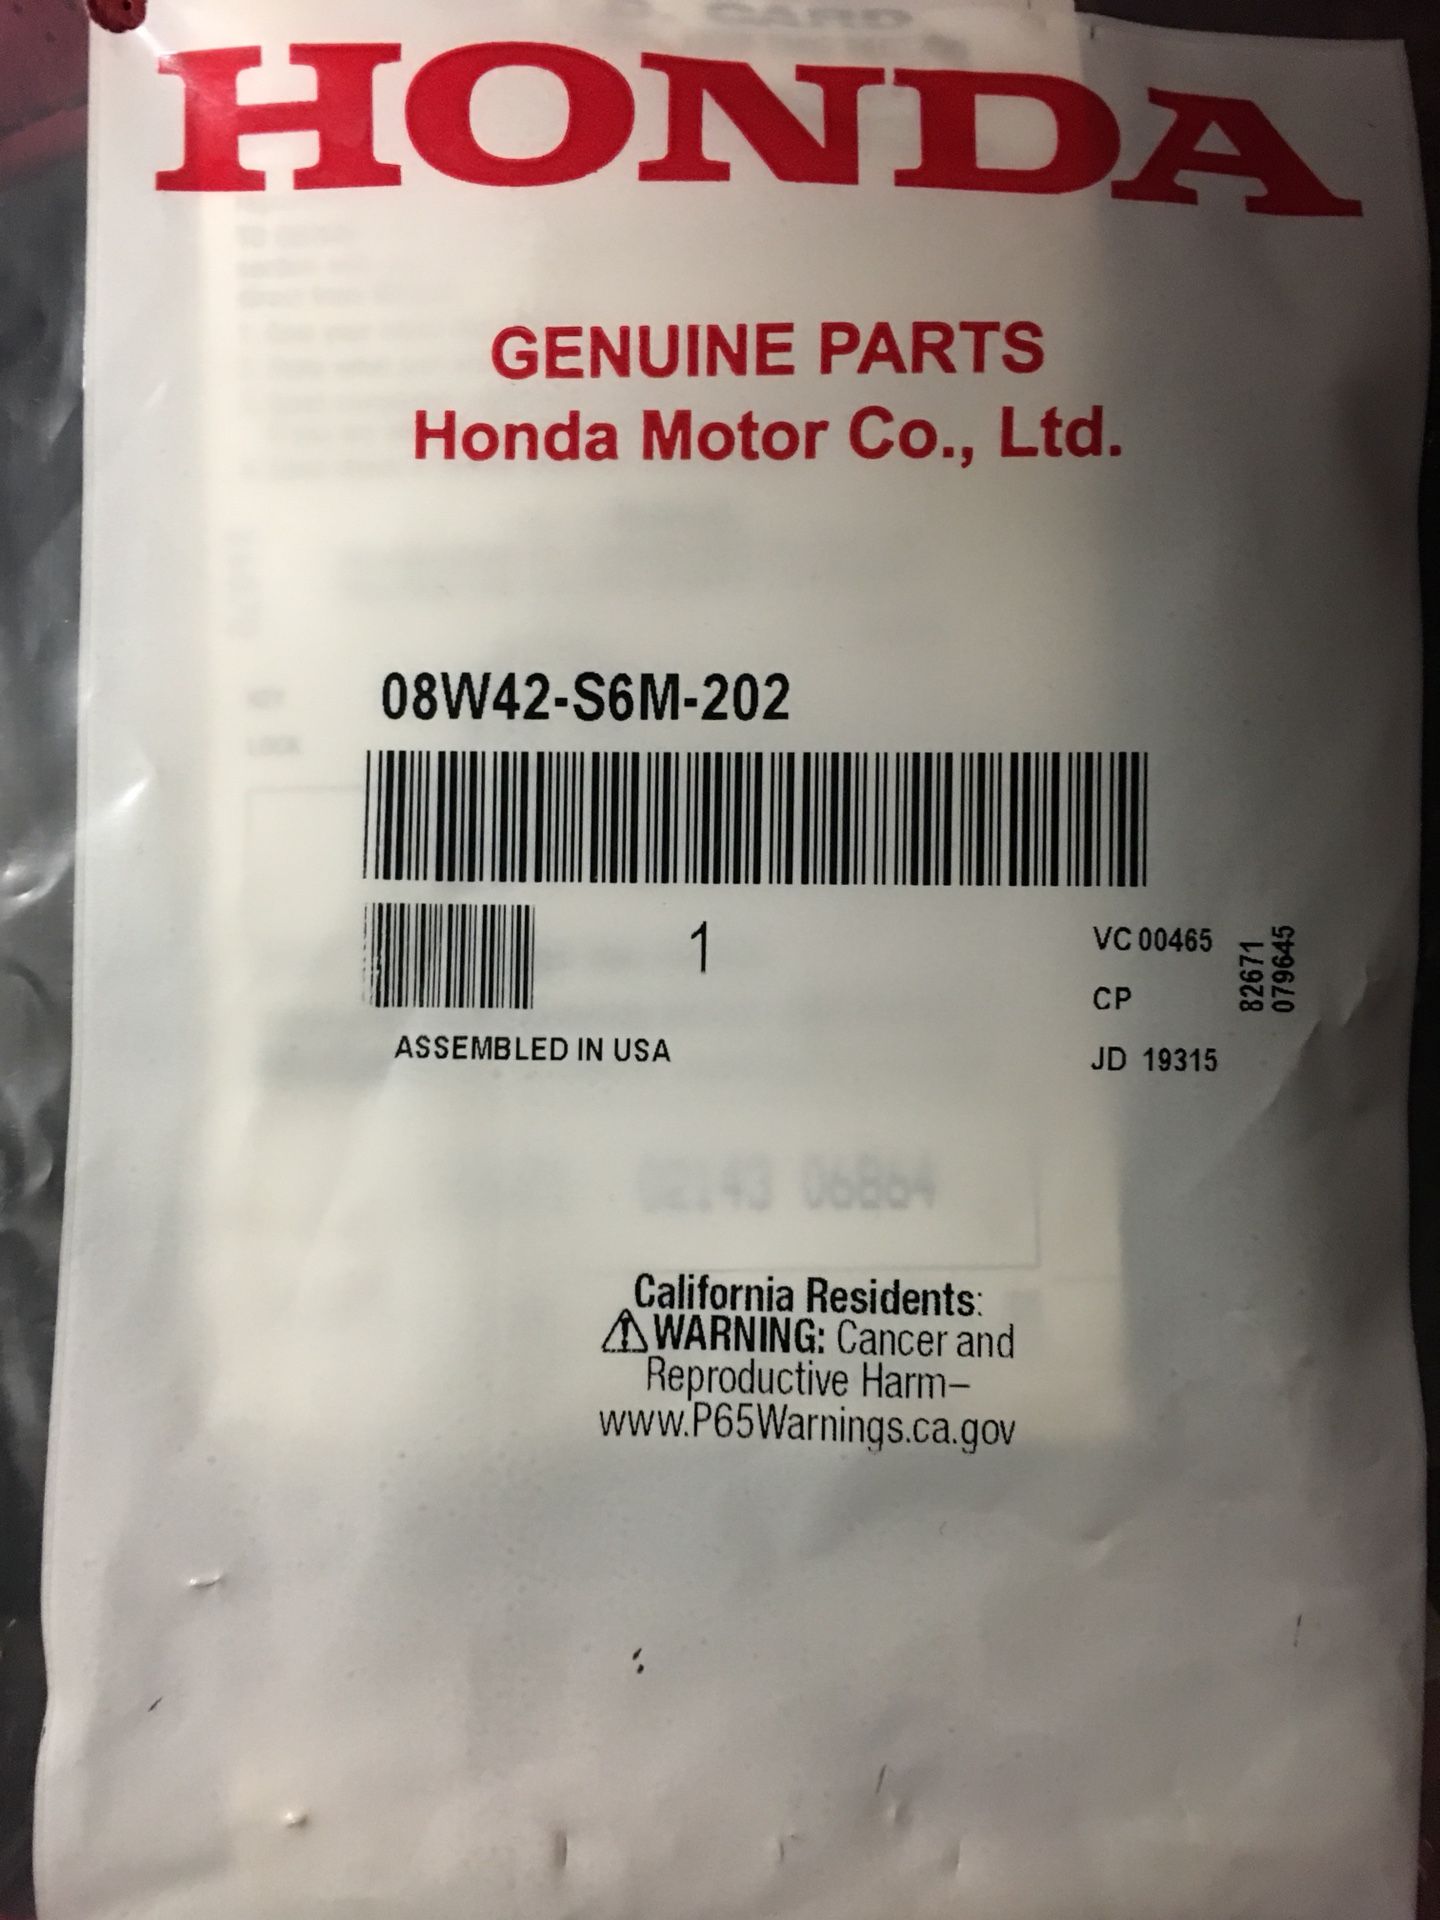 HONDA
GENUINE PARTS
Honda Motor Co., Ltd.
08W42-S6M-202
1
VC 00465
CP
JD 19315
82671
079645
ASSEMBLED IN USA
California Residents:
⚠ WARNING: Cancer and
Reproductive Harm–
www.P65Warnings.ca.gov